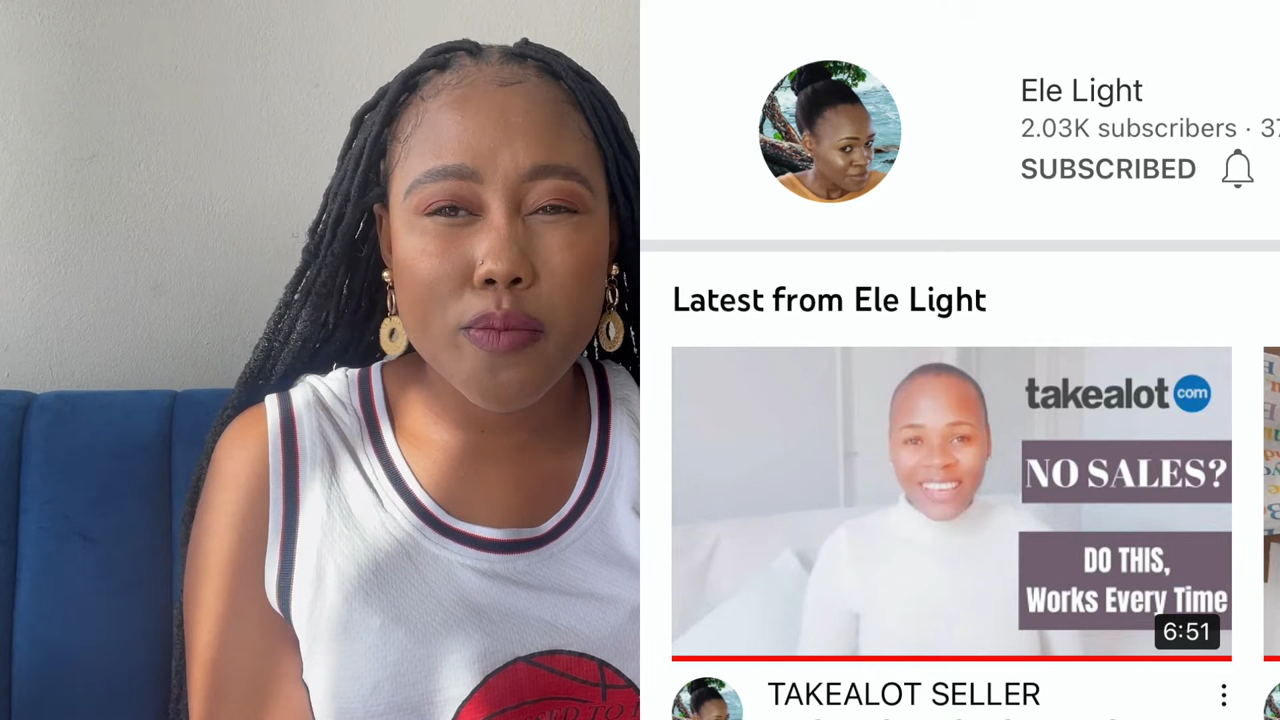 Ele Light
2.03K subscribers · 37
SUBSCRIBED
Latest from Ele Light
takealot com
NO SALES?
DO THIS,
Works Every Time
6:51
TAKEALOT SELLER